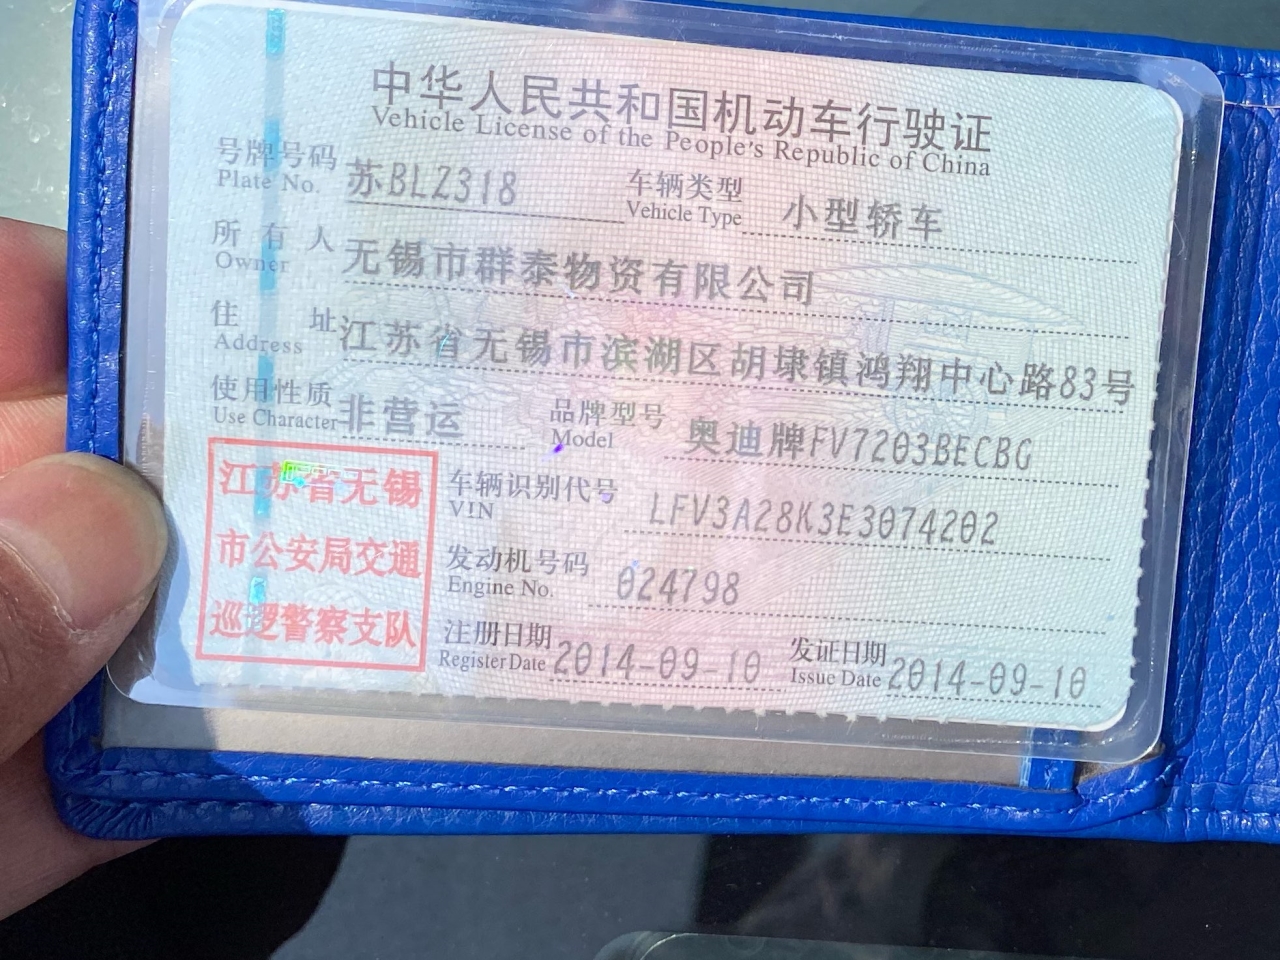 中华人民共和国机动车行驶证
Vehicle License of the People's Republic of China
号牌号码 苏BLZ318 车辆类型 小型轿车
Plate No. Vehicle Type
所有人 无锡市群泰物资有限公司
Owner
住址 江苏省无锡市滨湖区胡埭镇鸿翔中心路83号
Address
使用性质 非营运 品牌型号 奥迪牌FV7203BECBG
Use Character Model
江苏省无锡
市公安局交通
巡逻警察支队
车辆识别代号 LFV3A28K3E3074202
VIN
发动机号码 024798
Engine No.
注册日期 2014-09-10 发证日期 2014-09-10
Register Date Issue Date